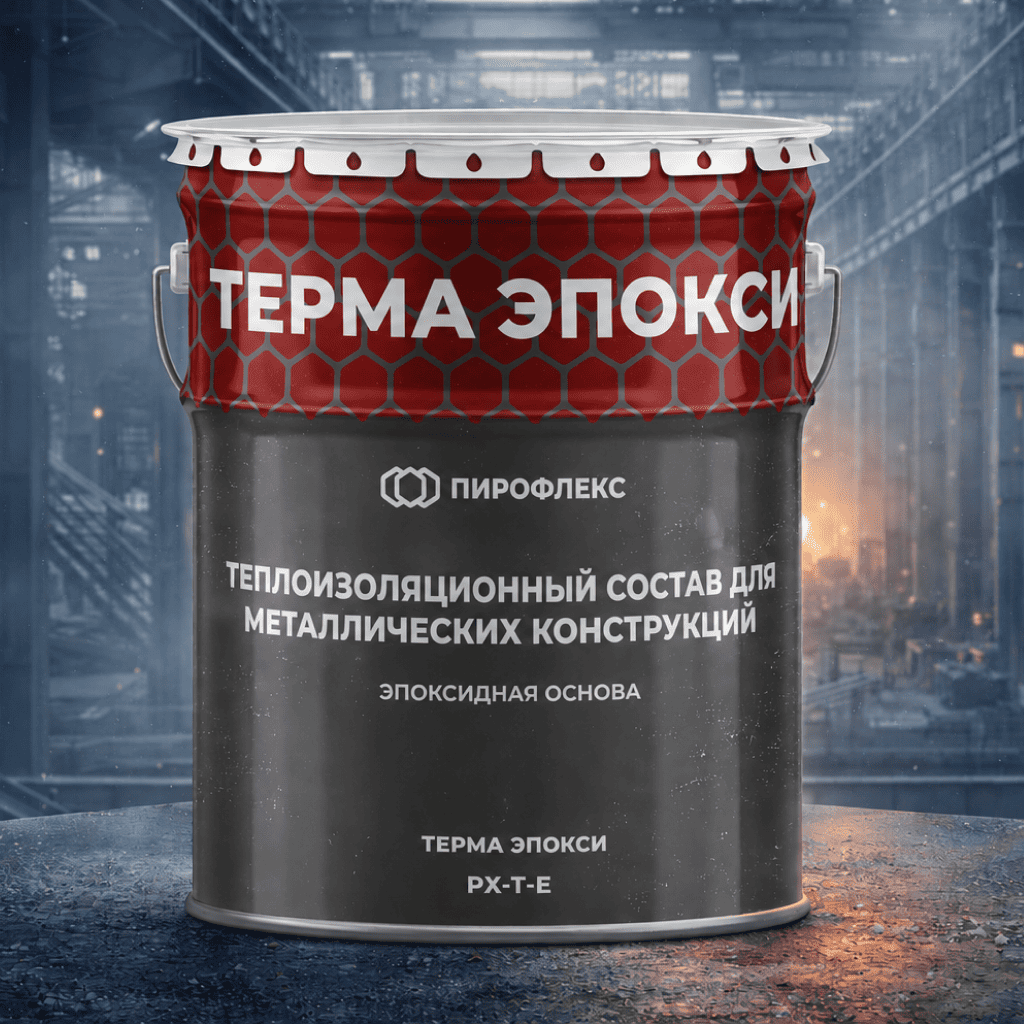 ТЕРМА ЭПОКСИ
ПИРОФЛЕКС
ТЕПЛОИЗОЛЯЦИОННЫЙ СОСТАВ ДЛЯ
МЕТАЛЛИЧЕСКИХ КОНСТРУКЦИЙ
ЭПОКСИДНАЯ ОСНОВА
ТЕРМА ЭПОКСИ
PX-T-E